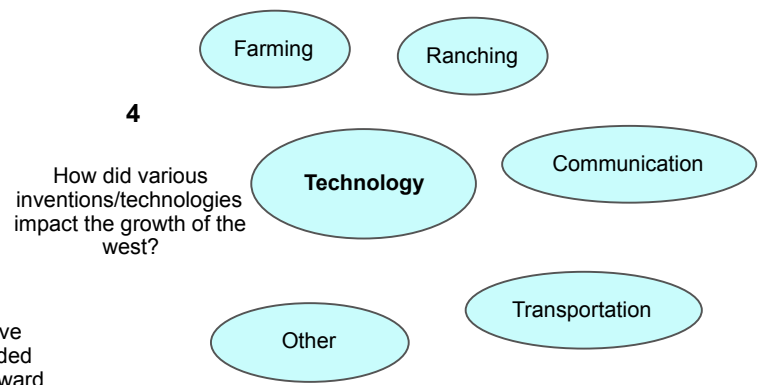 Farming
Ranching
4
How did various
inventions/technologies
impact the growth of the
west?
Technology
Communication
Transportation
Other